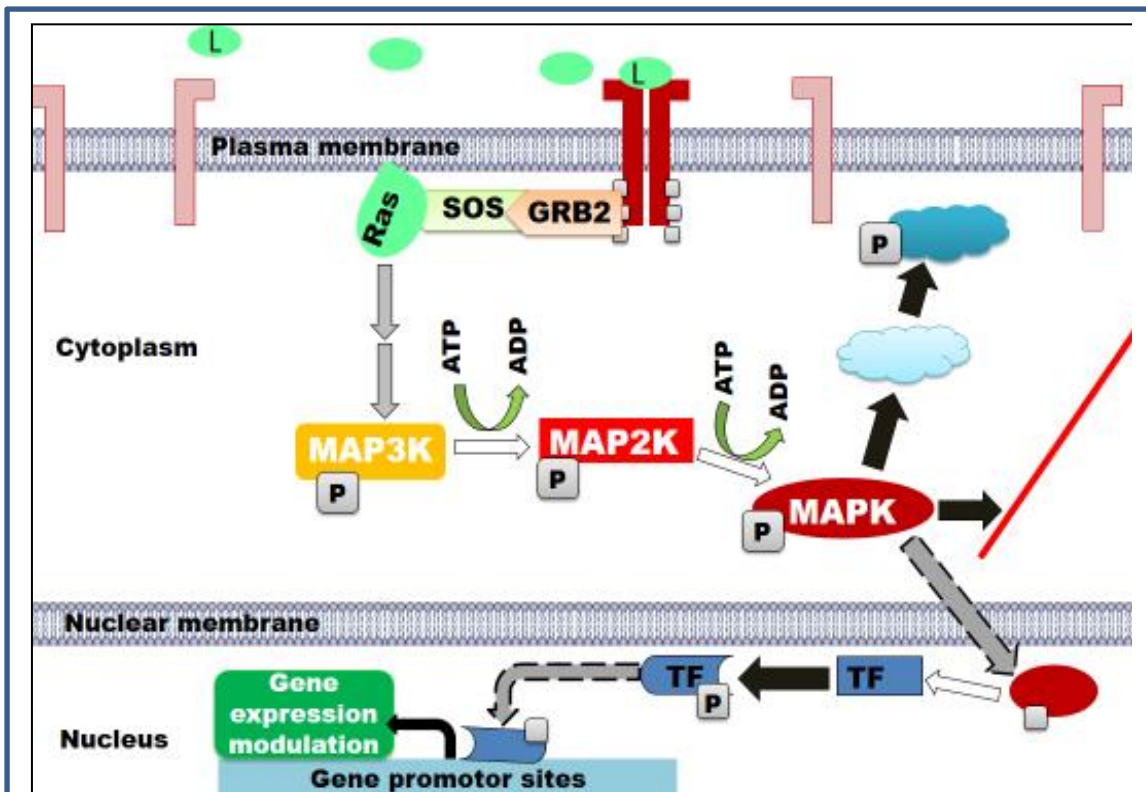 L
L
Plasma membrane
Ras
SOS
GRB2
P
Cytoplasm
ATP
ADP
ATP
ADP
MAP3K
P
MAP2K
P
MAPK
P
Nuclear membrane
TF
P
TF
Gene
expression
modulation
Nucleus
Gene promotor sites